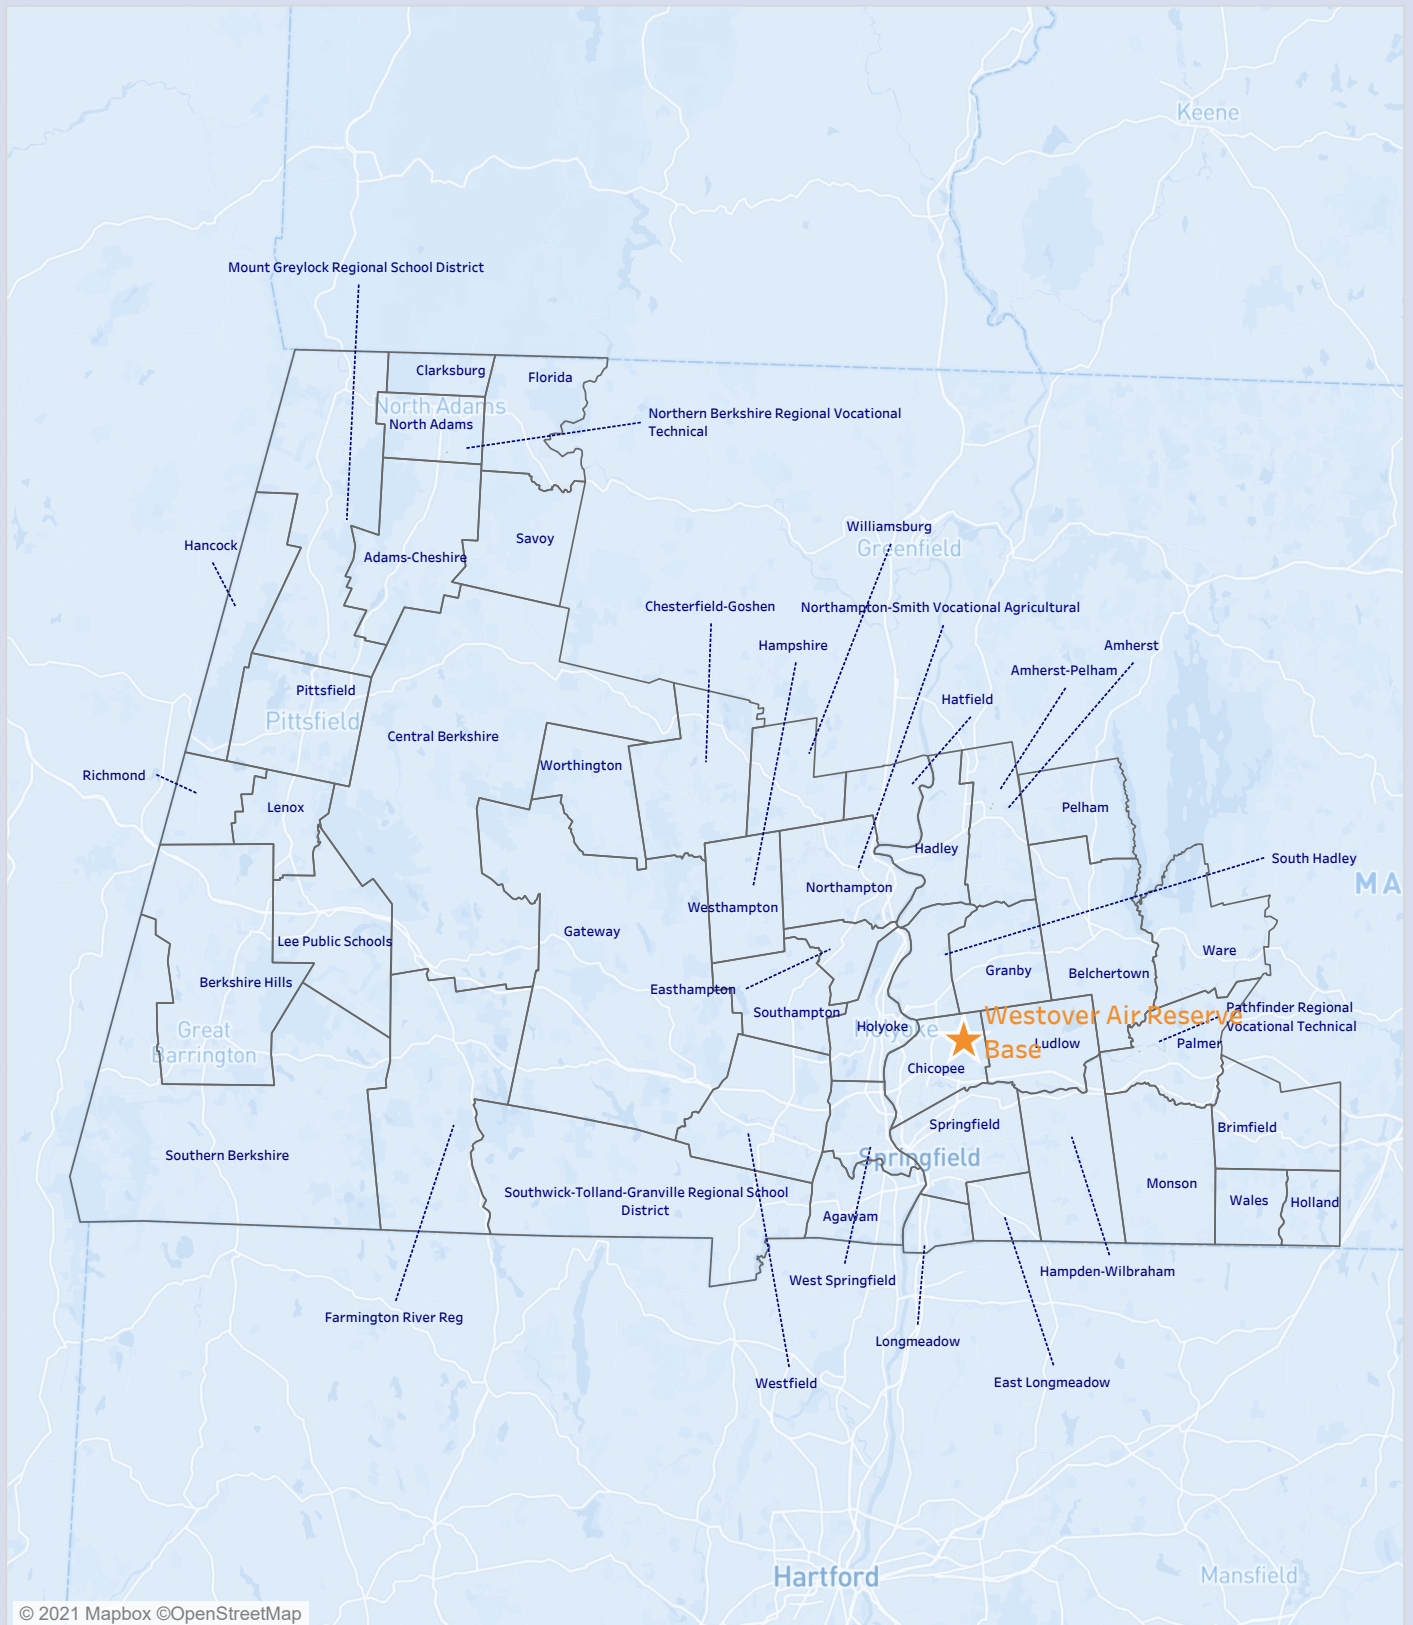 Keene
Mount Greylock Regional School District
Clarksburg
Florida
North Adams
North Adams
Northern Berkshire Regional Vocational
Technical
Williamsburg
Greenfield
Hancock
Savoy
Adams-Cheshire
Chesterfield-Goshen
Northampton-Smith Vocational Agricultural
Hampshire
Amherst
Amherst-Pelham
Hatfield
Pittsfield
Pittsfield
Central Berkshire
Worthington
Richmond
Lenox
Pelham
Hadley
South Hadley
MA
Northampton
Westhampton
Gateway
Lee Public Schools
Ware
Berkshire Hills
Granby
Belchertown
Easthampton
Southampton
Great
Barrington
Holyoke
Holyoke
Westover Air Reserve
Base
Pathfinder Regional
Vocational Technical
Ludlow
Palmer
Chicopee
Springfield
Brimfield
Southern Berkshire
Springfield
Southwick-Tolland-Granville Regional School
District
Monson
Wales
Holland
Agawam
West Springfield
Hampden-Wilbraham
Farmington River Reg
Longmeadow
Westfield
East Longmeadow
Hartford
Mansfield
© 2021 Mapbox ©OpenStreetMap